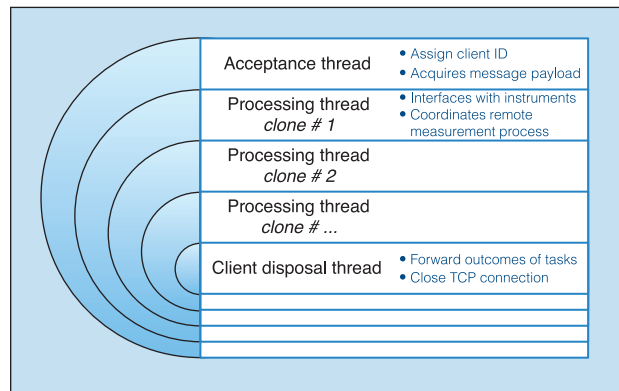 Acceptance thread
• Assign client ID
• Acquires message payload
Processing thread
clone # 1
• Interfaces with instruments
• Coordinates remote
measurement process
Processing thread
clone # 2
Processing thread
clone # ...
Client disposal thread
• Forward outcomes of tasks
• Close TCP connection